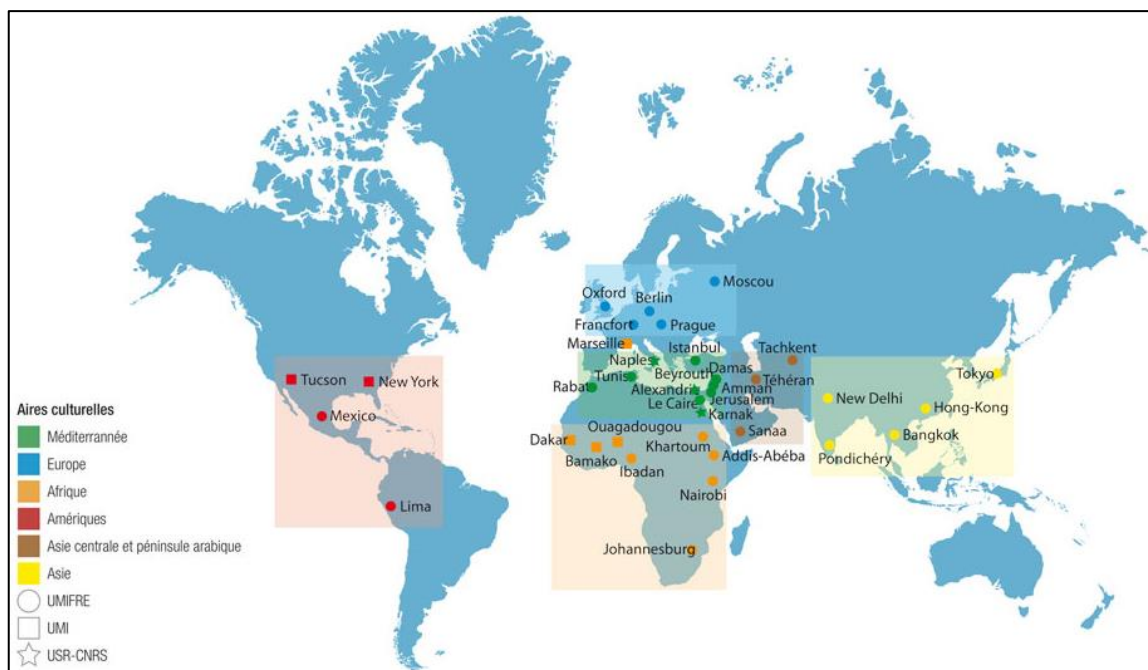 Moscou
Oxford
Berlin
Francfort
Prague
Marseille
Istanbul
Tachkent
Naples
Damas
Beyrouth
Tunis
Téhéran
Tokyo
Tucson
New York
Rabat
Alexandri
Amman
Le Caire
Jerusalem
New Delhi
Hong-Kong
Mexico
Karnak
Ouagadougou
Sanaa
Bangkok
Dakar
Khartoum
Bamako
Addis-Abéba
Pondichéry
Ibadan
Nairobi
Lima
Johannesburg
Aires culturelles
Méditerrannée
Europe
Afrique
Amériques
Asie centrale et péninsule arabique
Asie
UMIFRE
UMI
USR-CNRS